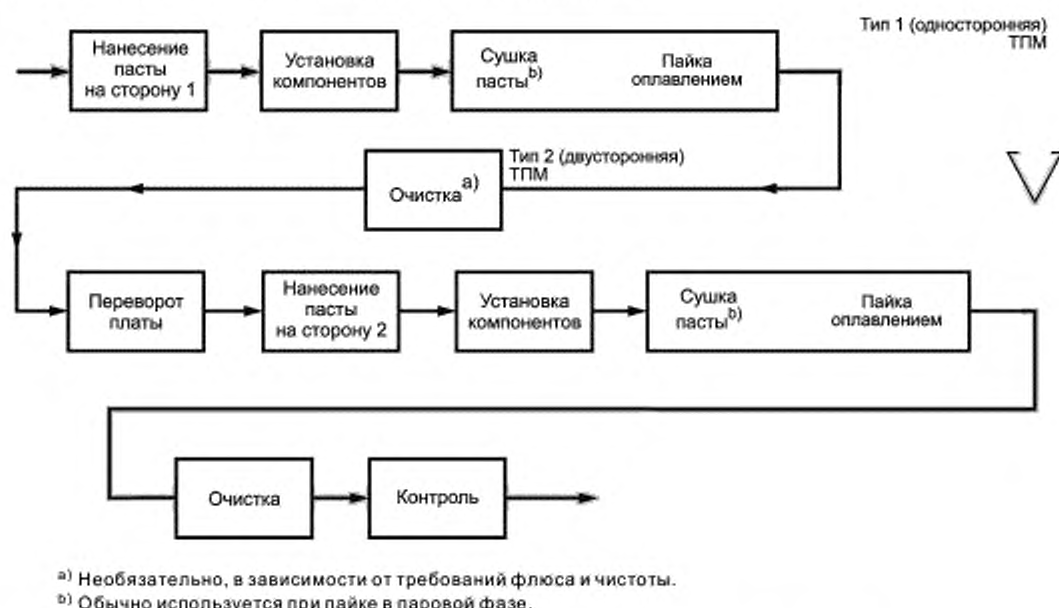 Тип 1 (односторонняя)
ТПМ
Нанесение
пасты
на сторону 1
Установка
компонентов
Сушка
пасты b)
Пайка
оплавлением
Тип 2 (двусторонняя)
ТПМ
Очистка a)
Переворот
платы
Нанесение
пасты
на сторону 2
Установка
компонентов
Сушка
пасты b)
Пайка
оплавлением
Очистка
Контроль
a) Необязательно, в зависимости от требований флюса и чистоты.
b) Обычно используется при пайке в паровой фазе.